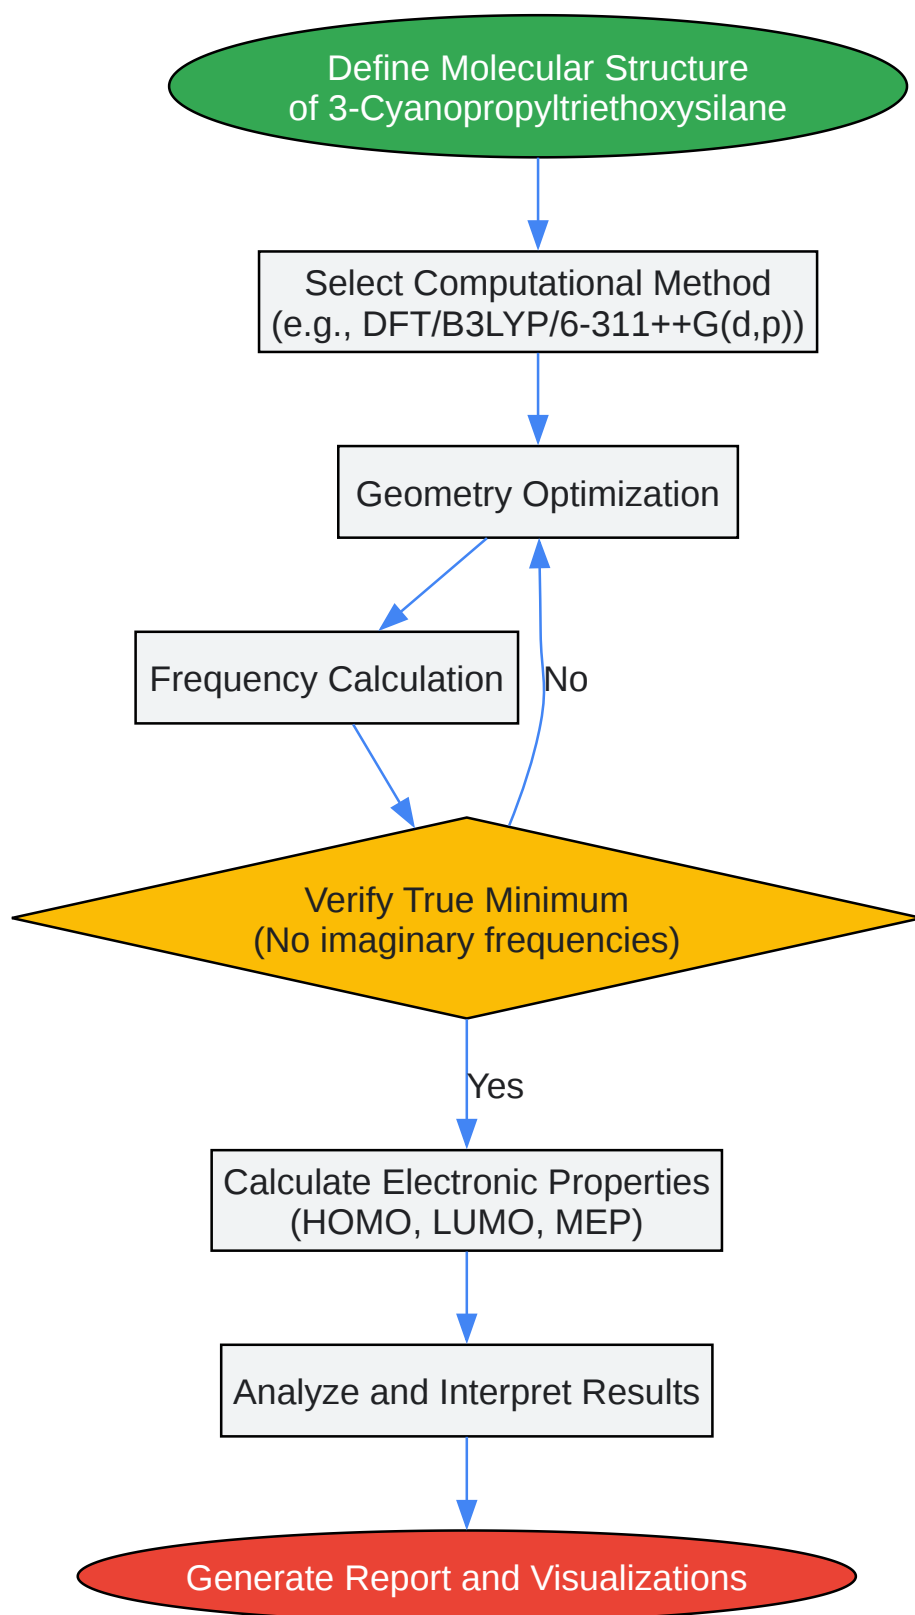 Define Molecular Structure
of 3-Cyanopropyltriethoxysilane
Select Computational Method
(e.g., DFT/B3LYP/6-311++G(d,p))
Geometry Optimization
Frequency Calculation
No
Verify True Minimum
(No imaginary frequencies)
Yes
Calculate Electronic Properties
(HOMO, LUMO, MEP)
Analyze and Interpret Results
Generate Report and Visualizations